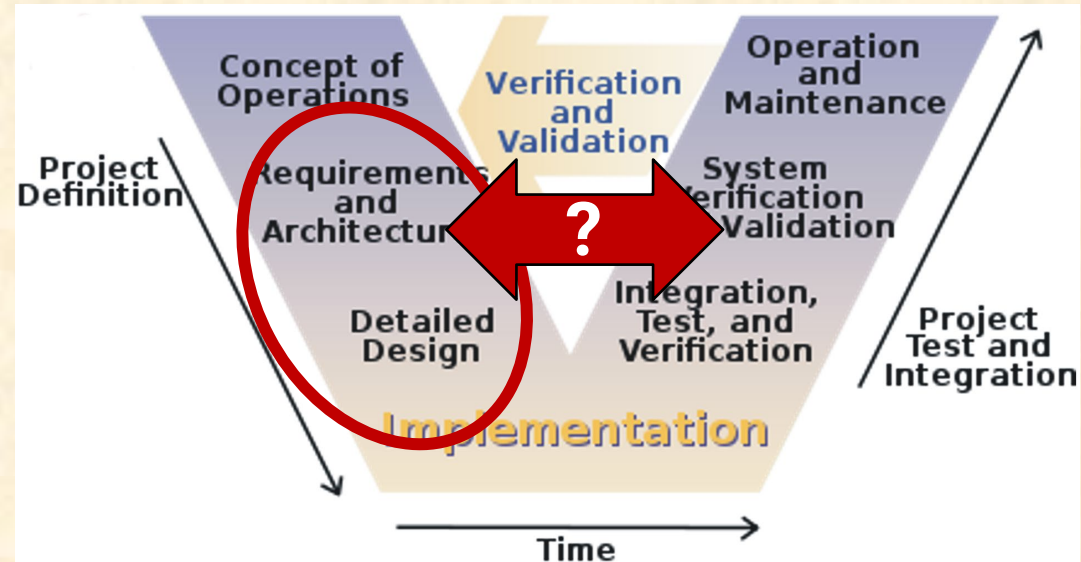 Concept of
Operations
Requirements
and
Architectur
Detailed
Design
Project
Definition
Verification
and
Validation
?
Operation
and
Maintenance
System
Verification
Validation
Integration,
Test, and
Verification
Project
Test and
Integration
Implementation
Time